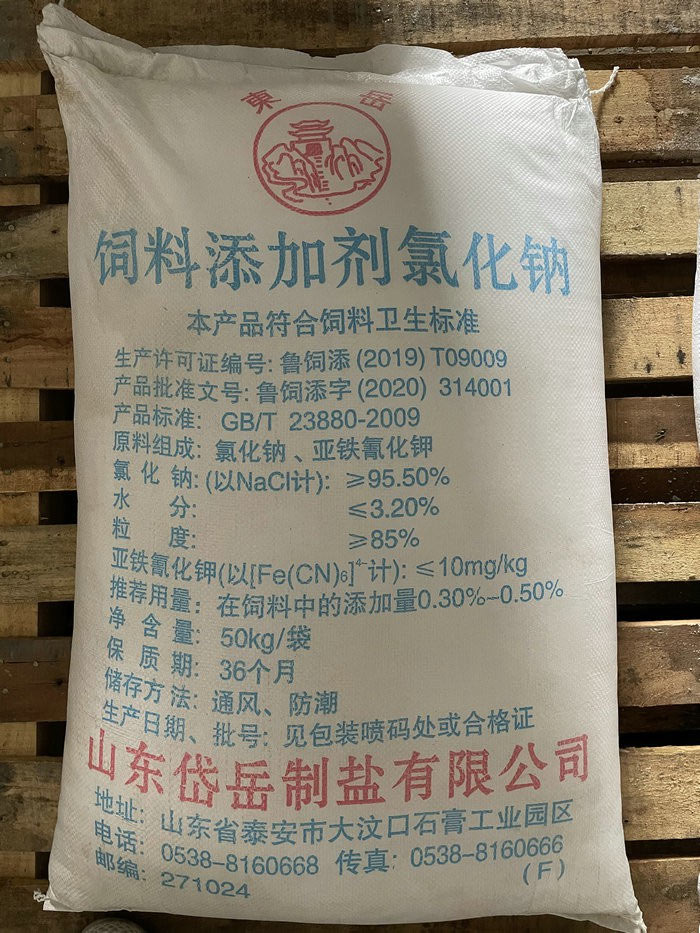 東岳
饲料添加剂氯化钠
本产品符合饲料卫生标准
生产许可证编号: 鲁饲添 (2019) T09009
产品批准文号: 鲁饲添字 (2020) 314001
产品标准: GB/T 23880-2009
原料组成: 氯化钠、亚铁氰化钾
氯化钠: (以NaCl计): ≥95.50%
水分: ≤3.20%
粒度: ≥85%
亚铁氰化钾(以[Fe(CN)₆]⁴⁻计): ≤10mg/kg
推荐用量: 在饲料中的添加量0.30%~0.50%
净含量: 50kg/袋
保质期: 36个月
储存方法: 通风、防潮
生产日期、批号: 见包装喷码处或合格证
山东岱岳制盐有限公司
地址: 山东省泰安市大汶口石膏工业园区
电话: 0538-8160668 传真: 0538-8160666
邮编: 271024 (F)